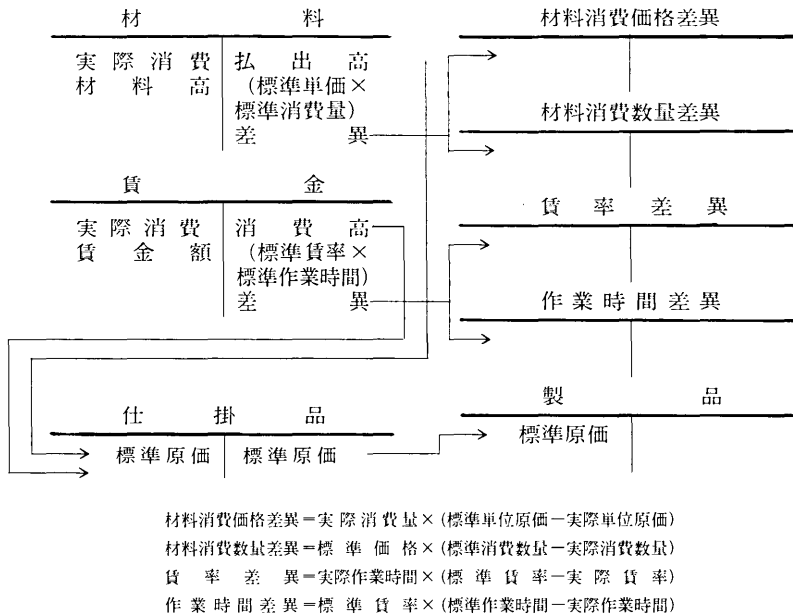 材料
実際消費
材料高
払出高
(標準単価×
標準消費量)
差異
材料消費価格差異
材料消費数量差異
賃金
実際消費
賃金額
消費高
(標準賃率×
標準作業時間)
差異
賃率差異
作業時間差異
仕掛品
標準原価
標準原価
製品
標準原価
材料消費価格差異=実際消費量×(標準単位原価-実際単位原価)
材料消費数量差異=標準価格×(標準消費数量-実際消費数量)
賃率差異=実際作業時間×(標準賃率-実際賃率)
作業時間差異=標準賃率×(標準作業時間-実際作業時間)